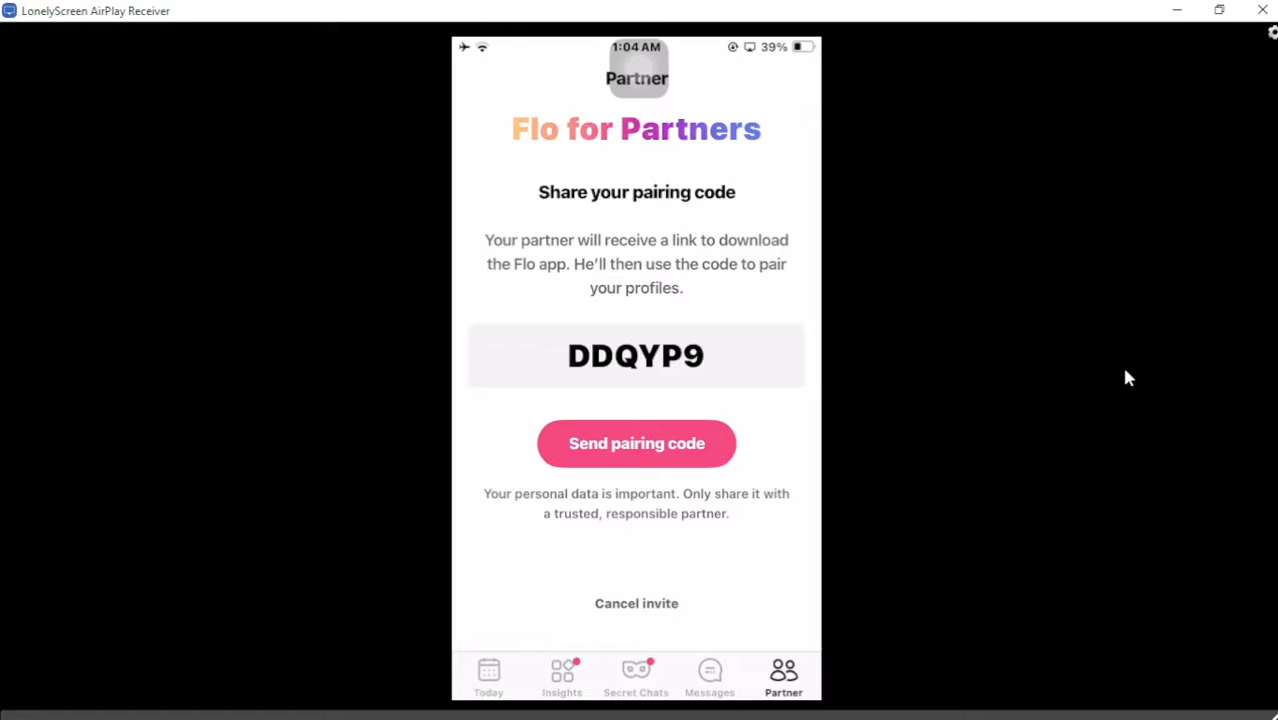 LonelyScreen AirPlay Receiver
1:04 AM
39%
Partner
Flo for Partners
Share your pairing code
Your partner will receive a link to download
the Flo app. He'll then use the code to pair
your profiles.
DDQYP9
Send pairing code
Your personal data is important. Only share it with
a trusted, responsible partner.
Cancel invite
Today
Insights
Secret Chats
Messages
Partner